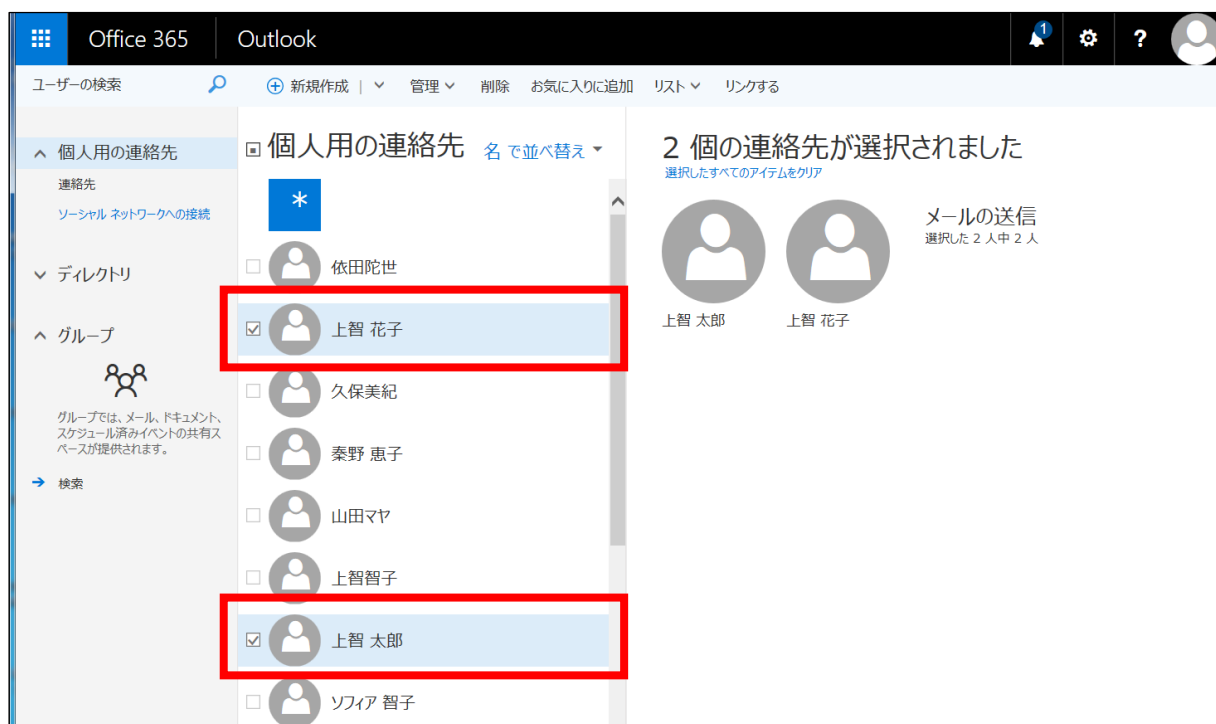 Office 365 Outlook 1 ?
ユーザーの検索
新規作成 | 管理 削除 お気に入りに追加 リスト リンクする
個人用の連絡先
連絡先
ソーシャル ネットワークへの接続
ディレクトリ
グループ
グループでは、メール、ドキュメント、
スケジュール済みイベントの共有ス
ペースが提供されます。
検索
個人用の連絡先 名 で並べ替え
*
依田陀世
上智 花子
久保美紀
秦野 恵子
山田マヤ
上智智子
上智 太郎
ソフィア 智子
2 個の連絡先が選択されました
選択したすべてのアイテムをクリア
メールの送信
選択した 2 人中 2 人
上智 太郎 上智 花子